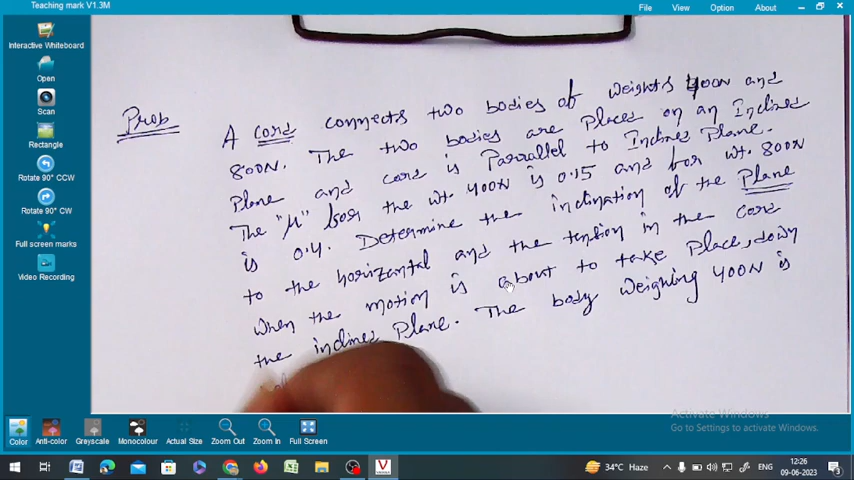 Teaching mark V1.3M
File View Option About
Interactive Whiteboard
Open
Scan
Rectangle
Rotate 90° CCW
Rotate 90° CW
Full screen marks
Video Recording
Prob
A cord connects two bodies of weights 400N and
800N. The two bodies are Places on an Inclined
Plane and cord is Parrallel to Inclines Plane.
The "μ" for the wt. 400N is 0.15 and for wt. 800N
is 0.4. Determine the inclination of the Plane
to the horizantal and the tension in the cord
when the motion is about to take Place, down
the inclines Plane. The body weighing 400N is
Activate Windows
Go to Settings to activate Windows.
Color Anti-color Greyscale Monocolour Actual Size Zoom Out Zoom In Full Screen
34°C Haze ENG 12:26
09-06-2023